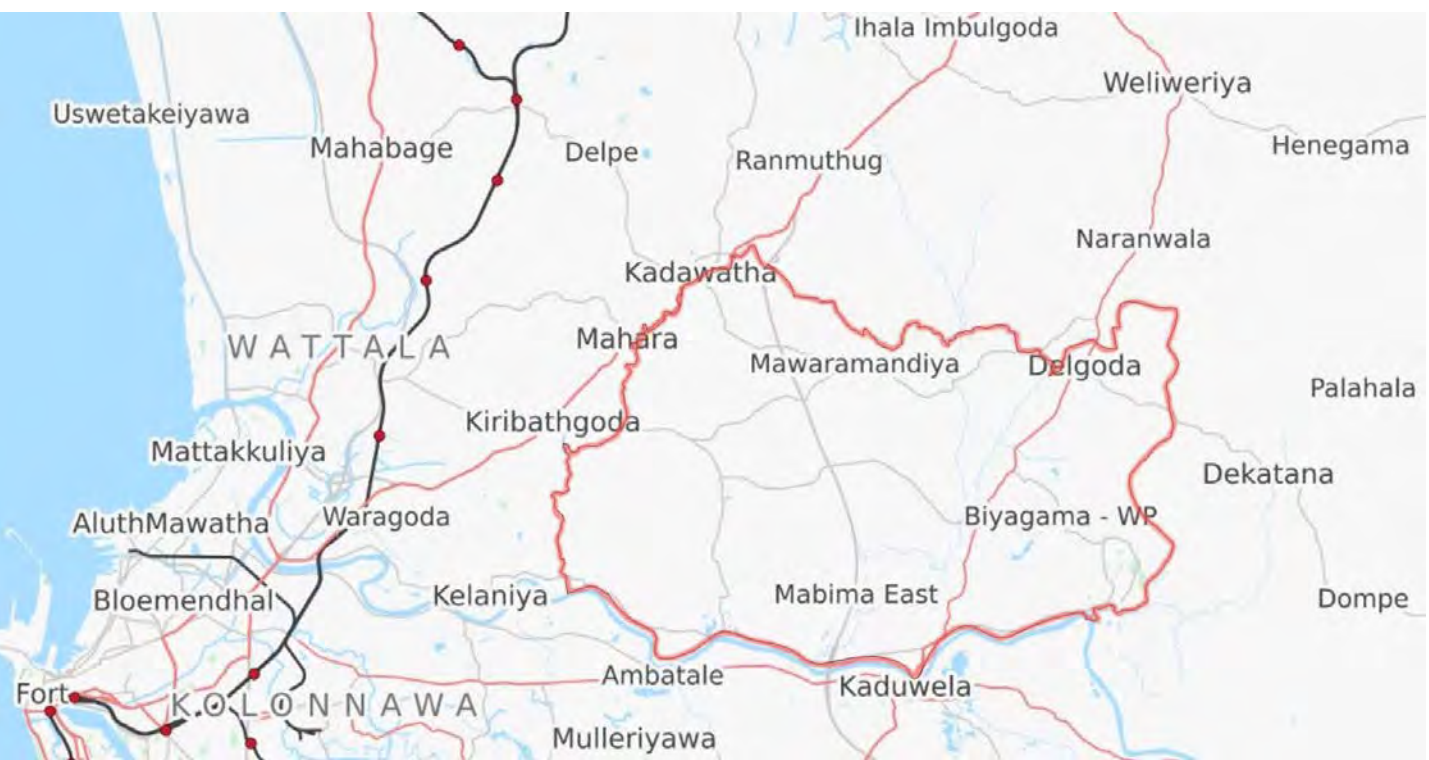 Ihala Imbulgoda
Weliweriya
Uswetakeiyawa
Mahabage
Delpe
Ranmuthug
Henegama
Naranwala
Kadawatha
WATTALA
Mahara
Mawaramandiya
Delgoda
Palahala
Kiribathgoda
Mattakkuliya
Dekatana
AluthMawatha
Waragoda
Biyagama - WP
Bloemendhal
Kelaniya
Mabima East
Dompe
Fort
KOLONNAWA
Ambatale
Kaduwela
Mulleriyawa